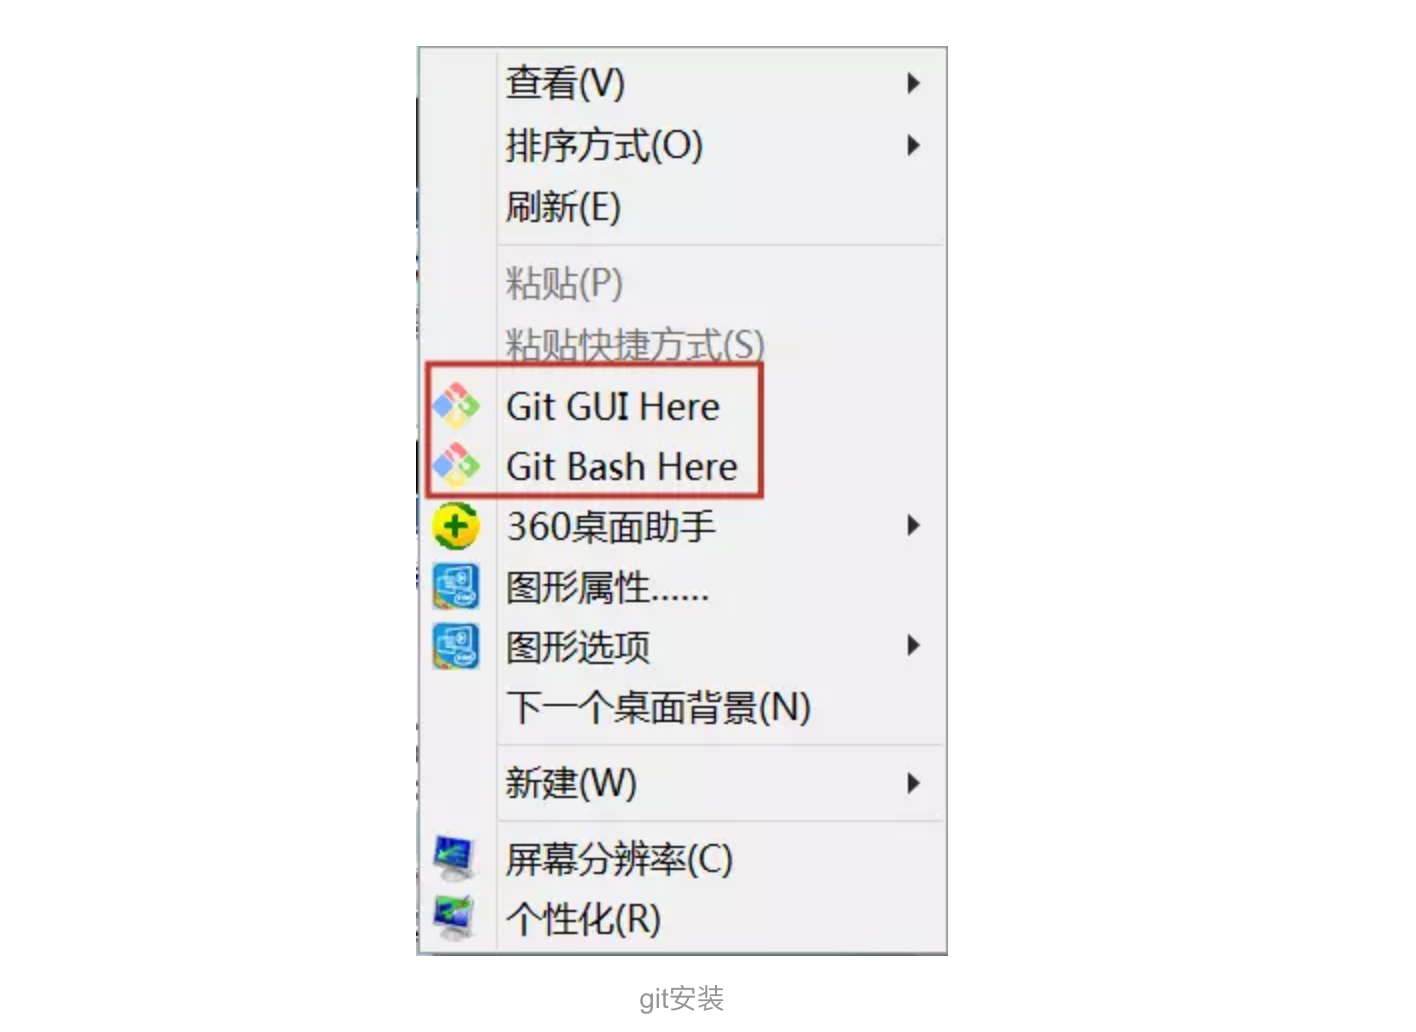 查看(V)
排序方式(O)
刷新(E)
粘贴(P)
粘贴快捷方式(S)
Git GUI Here
Git Bash Here
360桌面助手
图形属性......
图形选项
下一个桌面背景(N)
新建(W)
屏幕分辨率(C)
个性化(R)
git安装